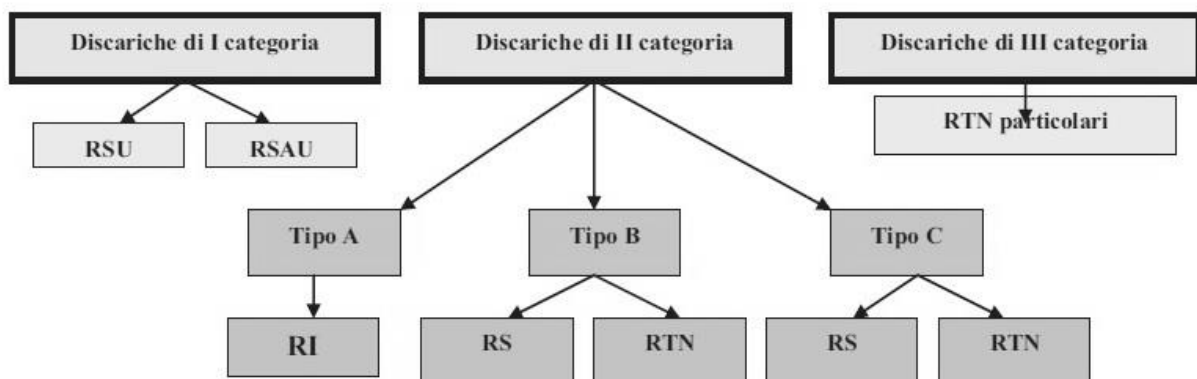 Discariche di I categoria
Discariche di II categoria
Discariche di III categoria
RSU
RSAU
RTN particolari
Tipo A
Tipo B
Tipo C
RI
RS
RTN
RS
RTN